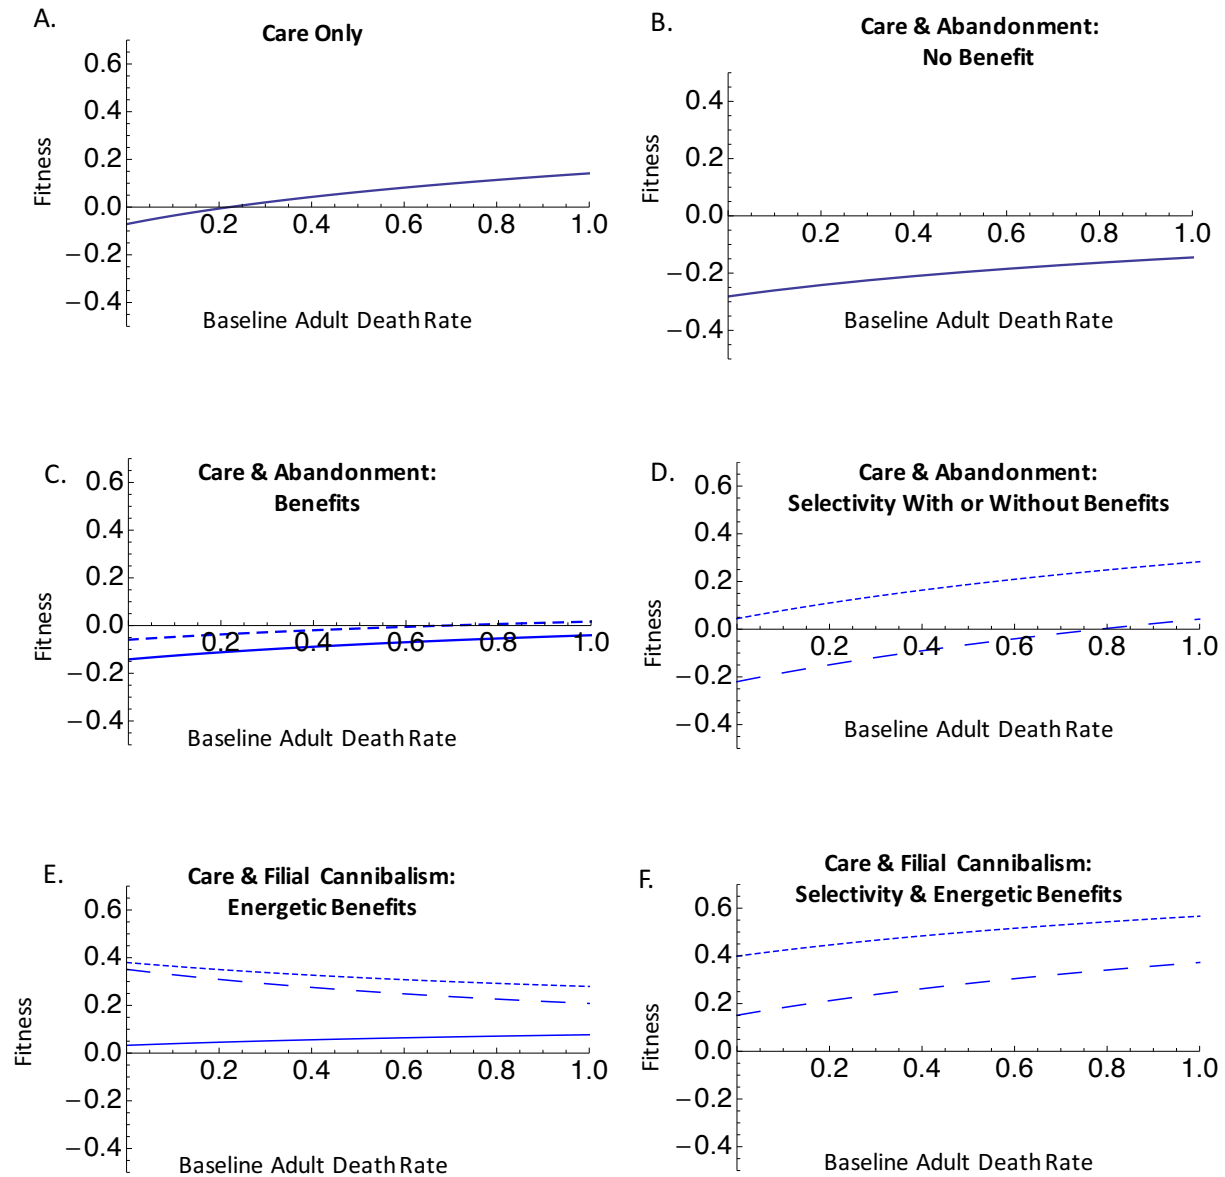 A.
Care Only
0.6
0.4
0.2
0.0
−0.2
−0.4
0.2 0.4 0.6 0.8 1.0
Fitness
Baseline Adult Death Rate
B.
Care & Abandonment:
No Benefit
0.4
0.2
0.0
−0.2
−0.4
0.2 0.4 0.6 0.8 1.0
Fitness
Baseline Adult Death Rate
C.
Care & Abandonment:
Benefits
0.6
0.4
0.2
0.0
−0.2
−0.4
0.2 0.4 0.6 0.8 1.0
Fitness
Baseline Adult Death Rate
D.
Care & Abandonment:
Selectivity With or Without Benefits
0.6
0.4
0.2
0.0
−0.2
−0.4
0.2 0.4 0.6 0.8 1.0
Fitness
Baseline Adult Death Rate
E.
Care & Filial Cannibalism:
Energetic Benefits
0.6
0.4
0.2
0.0
−0.2
−0.4
0.2 0.4 0.6 0.8 1.0
Fitness
Baseline Adult Death Rate
F.
Care & Filial Cannibalism:
Selectivity & Energetic Benefits
0.6
0.4
0.2
0.0
−0.2
−0.4
0.2 0.4 0.6 0.8 1.0
Fitness
Baseline Adult Death Rate